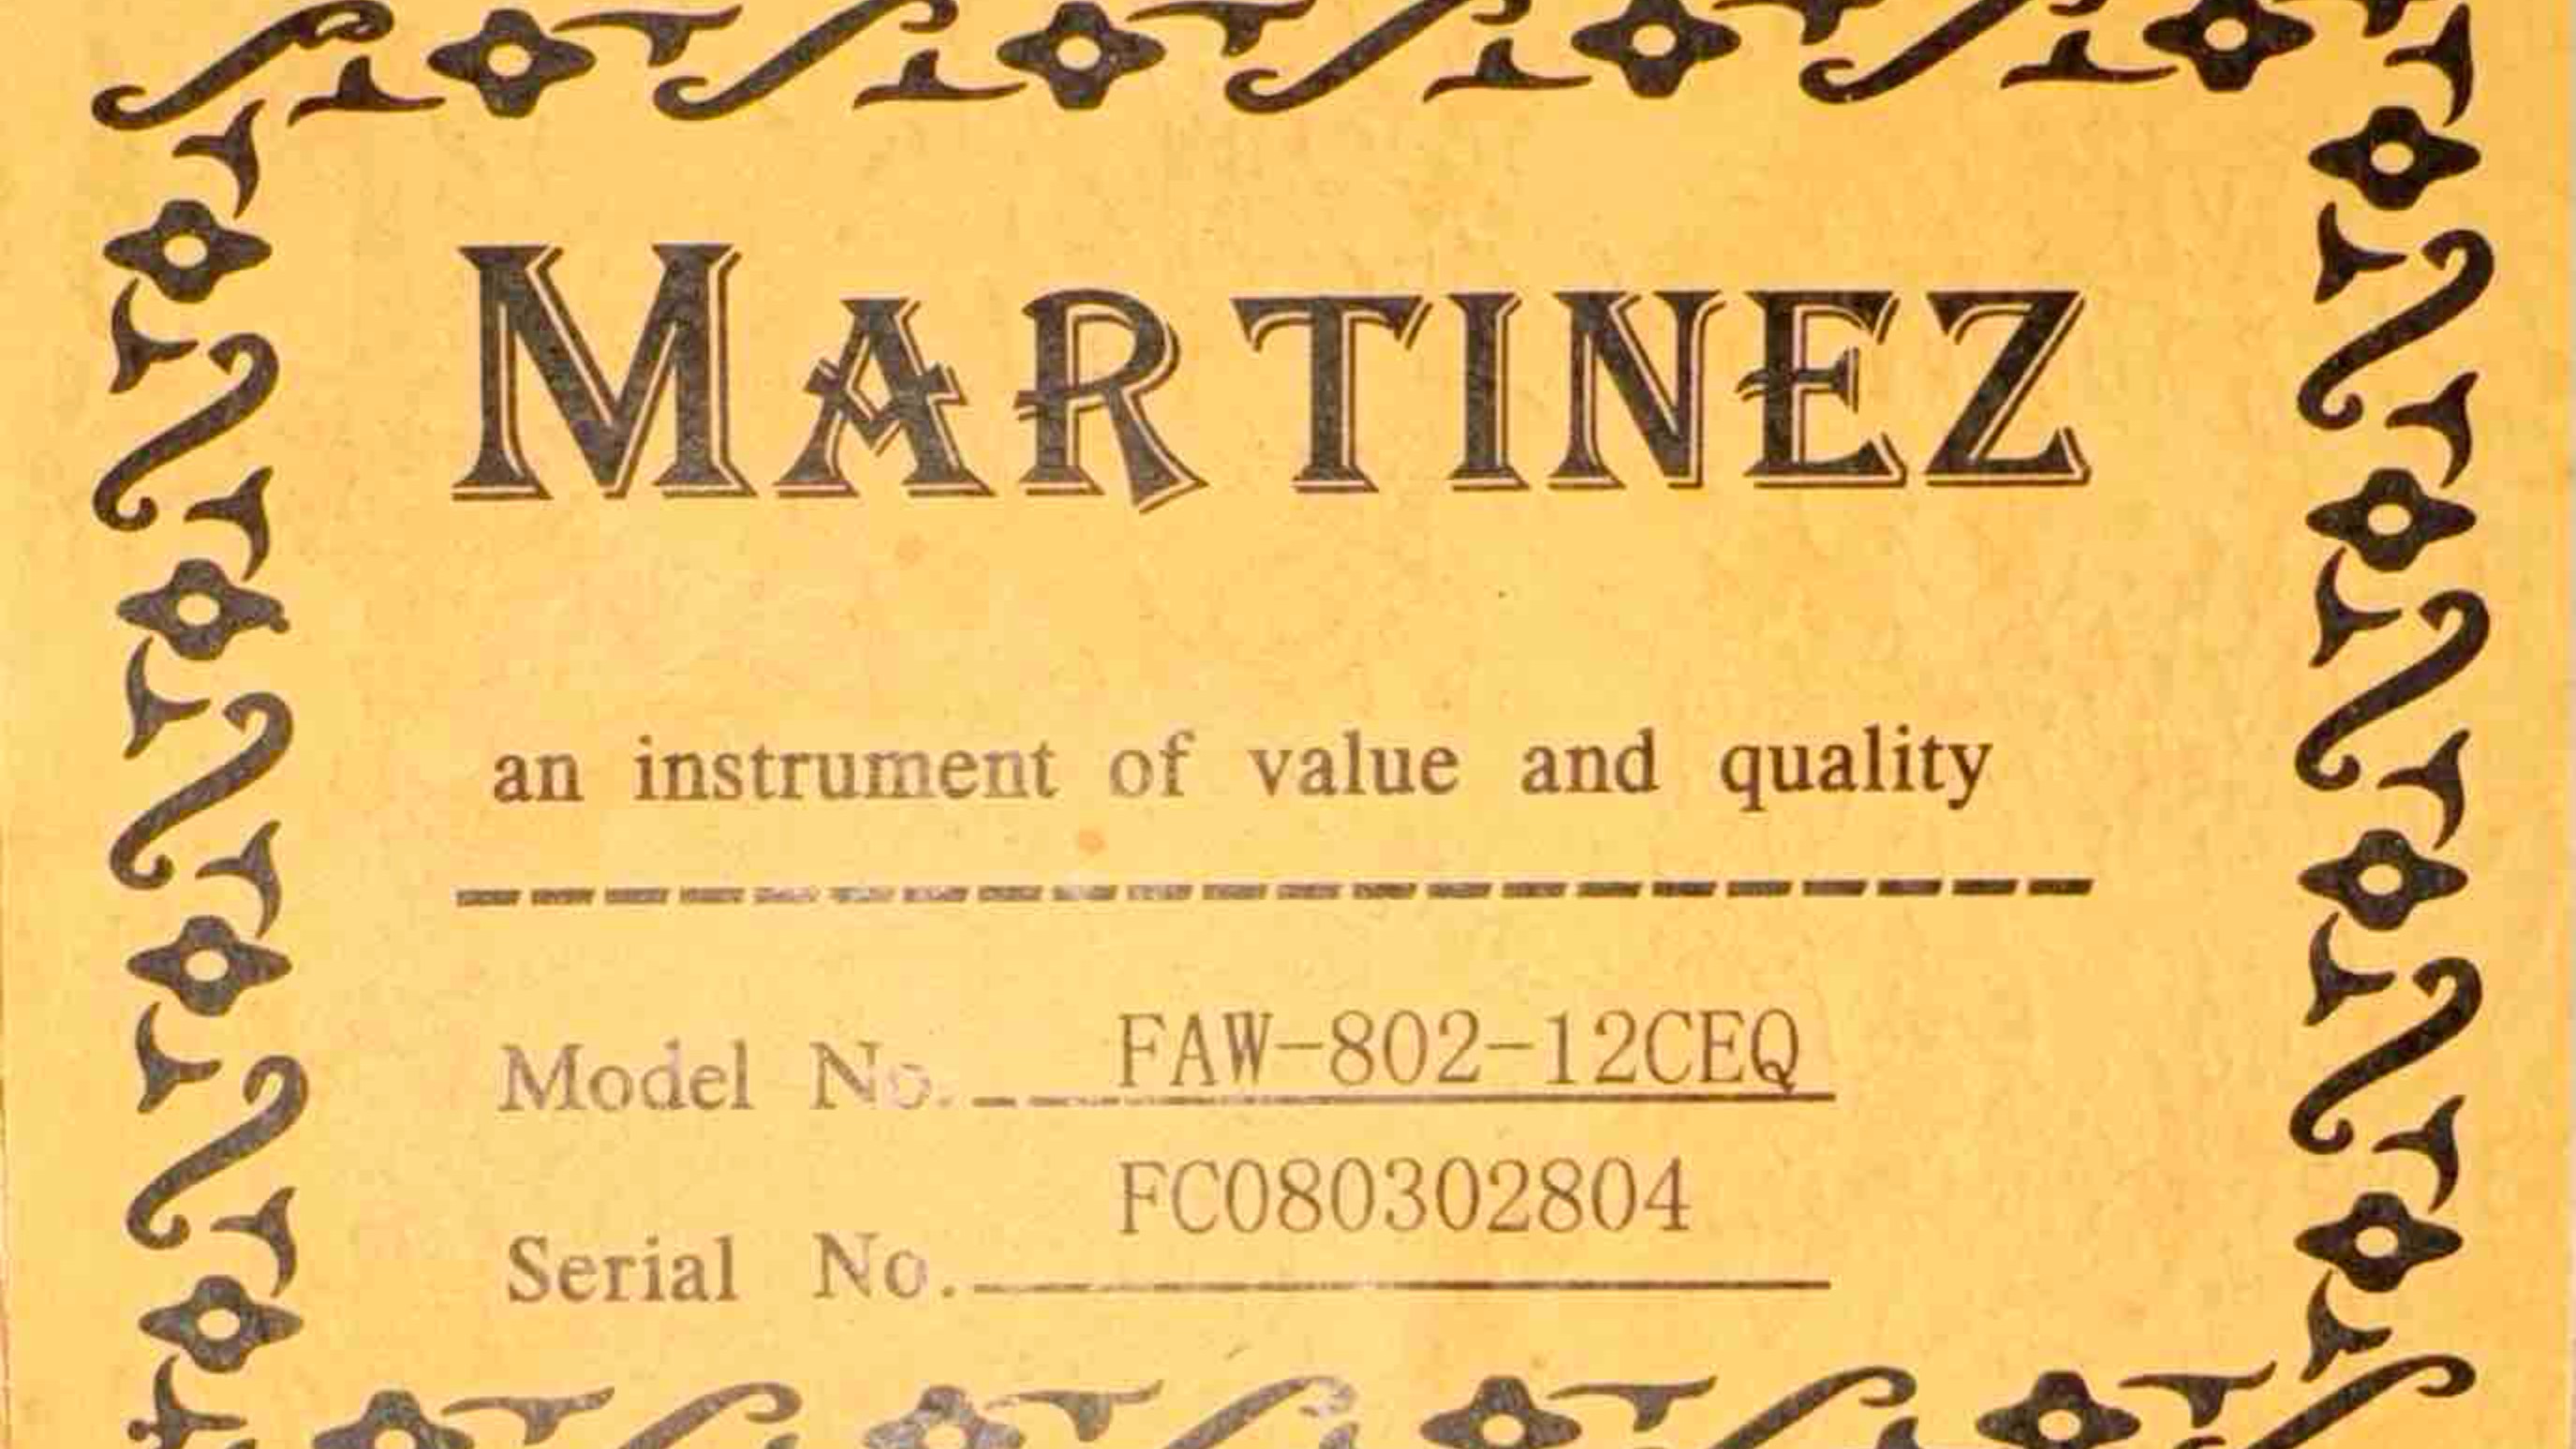 MARTINEZ
an instrument of value and quality
Model No. FAW-802-12CEQ
FC080302804
Serial No.